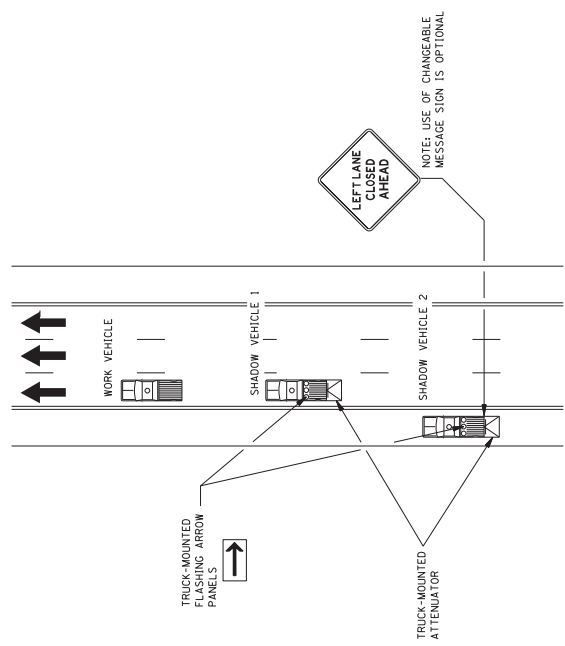 NOTE: USE OF CHANGEABLE
MESSAGE SIGN IS OPTIONAL
LEFT LANE
CLOSED
AHEAD
WORK VEHICLE
SHADOW VEHICLE 1
SHADOW VEHICLE 2
TRUCK-MOUNTED
FLASHING ARROW
PANELS
TRUCK-MOUNTED
ATTENUATOR